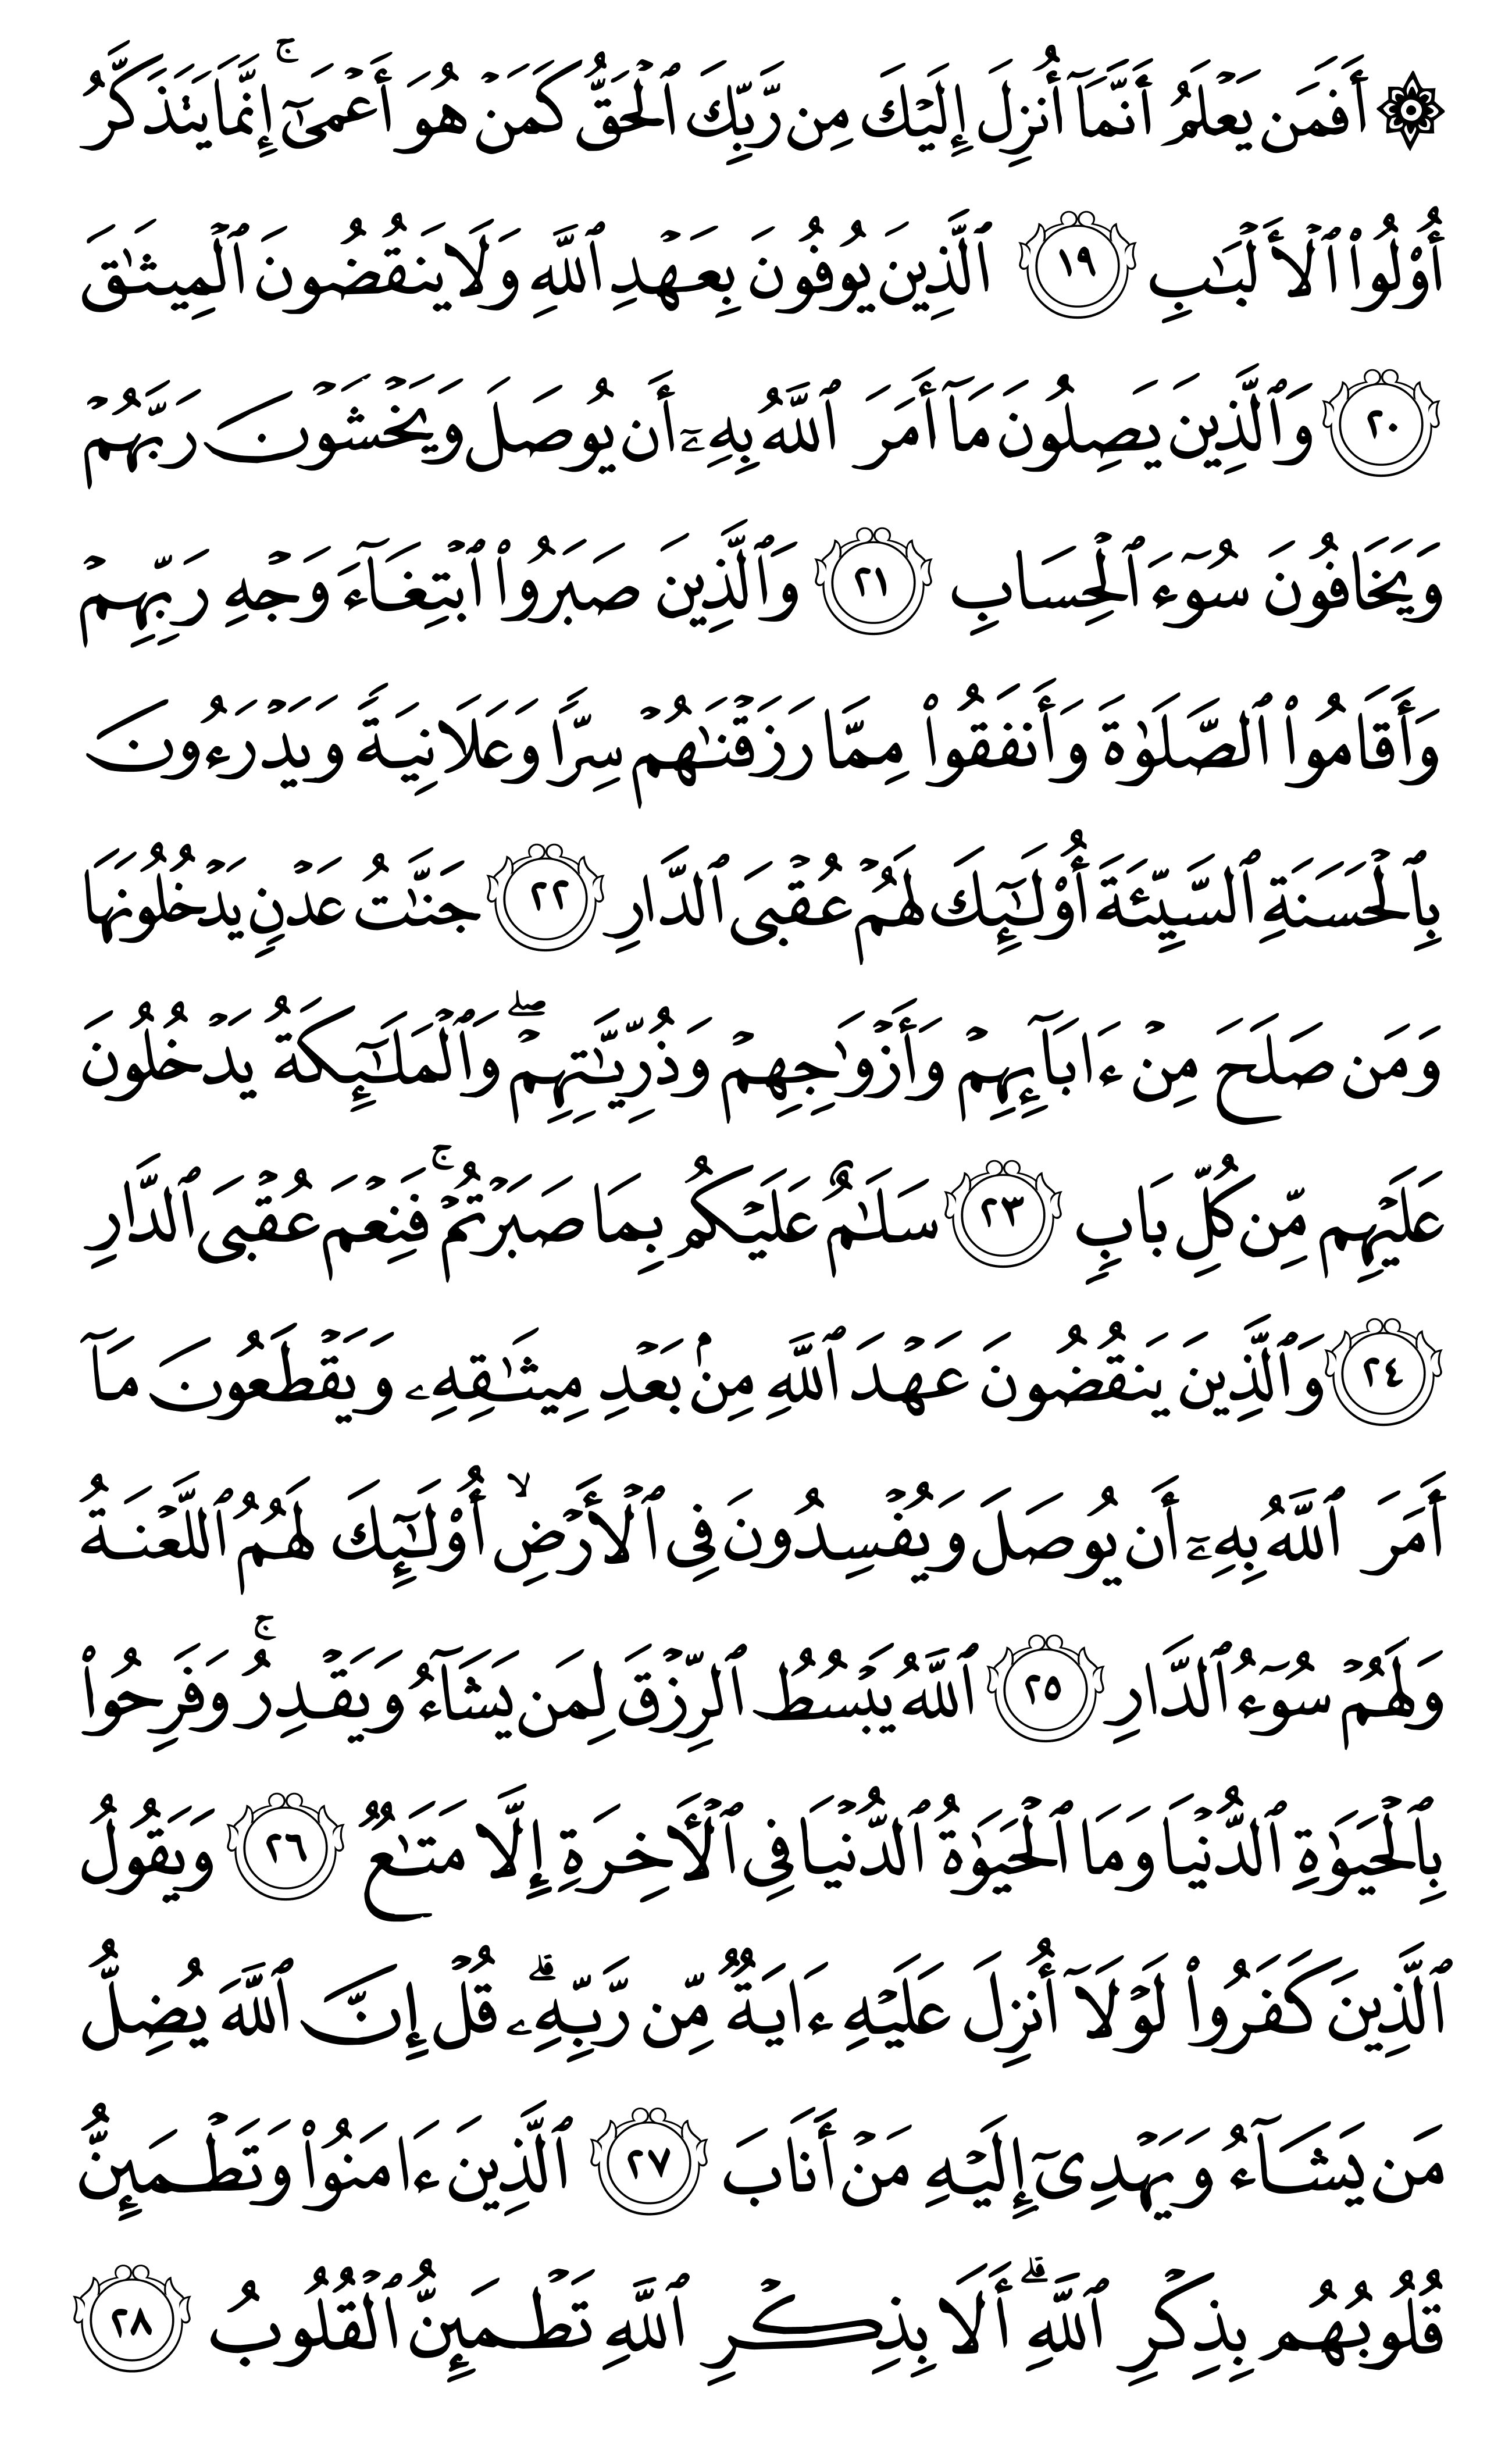 ۞ أَفَمَن يَعۡلَمُ أَنَّمَآ أُنزِلَ إِلَيۡكَ مِن رَّبِّكَ ٱلۡحَقُّ كَمَنۡ هُوَ أَعۡمَىٰٓۚ إِنَّمَا يَتَذَكَّرُ
أُوْلُواْ ٱلۡأَلۡبَٰبِ ١٩ ٱلَّذِينَ يُوفُونَ بِعَهۡدِ ٱللَّهِ وَلَا يَنقُضُونَ ٱلۡمِيثَٰقَ
٢٠ وَٱلَّذِينَ يَصِلُونَ مَآ أَمَرَ ٱللَّهُ بِهِۦٓ أَن يُوصَلَ وَيَخۡشَوۡنَ رَبَّهُمۡ
وَيَخَافُونَ سُوٓءَ ٱلۡحِسَابِ ٢١ وَٱلَّذِينَ صَبَرُواْ ٱبۡتِغَآءَ وَجۡهِ رَبِّهِمۡ
وَأَقَامُواْ ٱلصَّلَوٰةَ وَأَنفَقُواْ مِمَّا رَزَقۡنَٰهُمۡ سِرًّا وَعَلَانِيَةً وَيَدۡرَءُونَ
بِٱلۡحَسَنَةِ ٱلسَّيِّئَةَ أُوْلَٰٓئِكَ لَهُمۡ عُقۡبَى ٱلدَّارِ ٢٢ جَنَّٰتُ عَدۡنٍ يَدۡخُلُونَهَا
وَمَن صَلَحَ مِنۡ ءَابَآئِهِمۡ وَأَزۡوَٰجِهِمۡ وَذُرِّيَّٰتِهِمۡۖ وَٱلۡمَلَٰٓئِكَةُ يَدۡخُلُونَ
عَلَيۡهِم مِّن كُلِّ بَابٍ ٢٣ سَلَٰمٌ عَلَيۡكُم بِمَا صَبَرۡتُمۡۚ فَنِعۡمَ عُقۡبَى ٱلدَّارِ
٢٤ وَٱلَّذِينَ يَنقُضُونَ عَهۡدَ ٱللَّهِ مِنۢ بَعۡدِ مِيثَٰقِهِۦ وَيَقۡطَعُونَ مَآ
أَمَرَ ٱللَّهُ بِهِۦٓ أَن يُوصَلَ وَيُفۡسِدُونَ فِي ٱلۡأَرۡضِۙ أُوْلَٰٓئِكَ لَهُمُ ٱللَّعۡنَةُ
وَلَهُمۡ سُوٓءُ ٱلدَّارِ ٢٥ ٱللَّهُ يَبۡسُطُ ٱلرِّزۡقَ لِمَن يَشَآءُ وَيَقۡدِرُۚ وَفَرِحُواْ
بِٱلۡحَيَوٰةِ ٱلدُّنۡيَا وَمَا ٱلۡحَيَوٰةُ ٱلدُّنۡيَا فِي ٱلۡأٓخِرَةِ إِلَّا مَتَٰعٌ ٢٦ وَيَقُولُ
ٱلَّذِينَ كَفَرُواْ لَوۡلَآ أُنزِلَ عَلَيۡهِ ءَايَةٌ مِّن رَّبِّهِۦۗ قُلۡ إِنَّ ٱللَّهَ يُضِلُّ
مَن يَشَآءُ وَيَهۡدِيٓ إِلَيۡهِ مَنۡ أَنَابَ ٢٧ ٱلَّذِينَ ءَامَنُواْ وَتَطۡمَئِنُّ
قُلُوبُهُم بِذِكۡرِ ٱللَّهِۗ أَلَا بِذِكۡرِ ٱللَّهِ تَطۡمَئِنُّ ٱلۡقُلُوبُ ٢٨